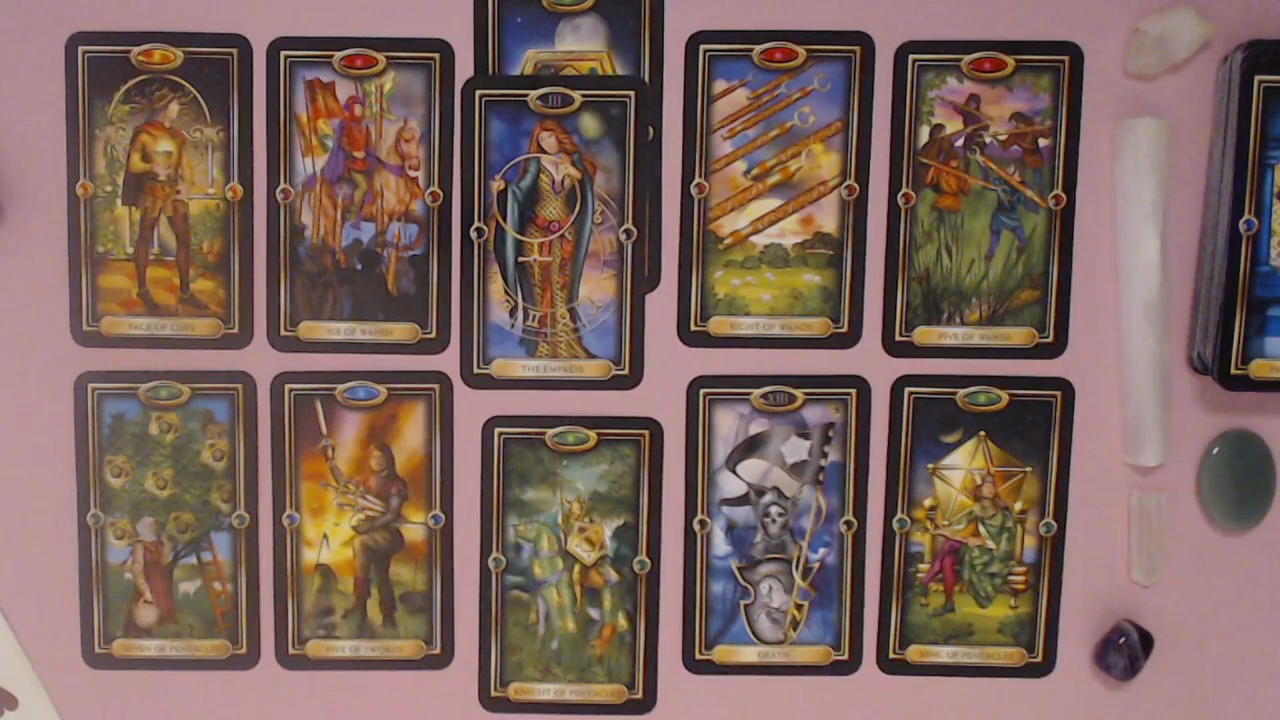 PAGE OF CUPS
SIX OF WANDS
III
THE EMPRESS
EIGHT OF WANDS
FIVE OF WANDS
SEVEN OF PENTACLES
FIVE OF SWORDS
KNIGHT OF PENTACLES
XIII
DEATH
KING OF PENTACLES